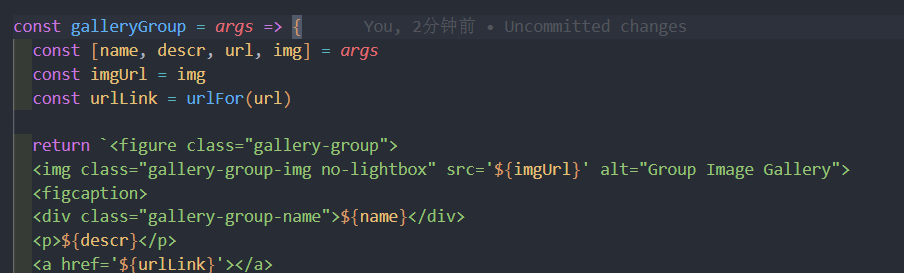 const galleryGroup = args => { You, 2分钟前 • Uncommitted changes
const [name, descr, url, img] = args
const imgUrl = img
const urlLink = urlFor(url)
return `<figure class="gallery-group">
<img class="gallery-group-img no-lightbox" src='${imgUrl}' alt="Group Image Gallery">
<figcaption>
<div class="gallery-group-name">${name}</div>
<p>${descr}</p>
<a href='${urlLink}'></a>